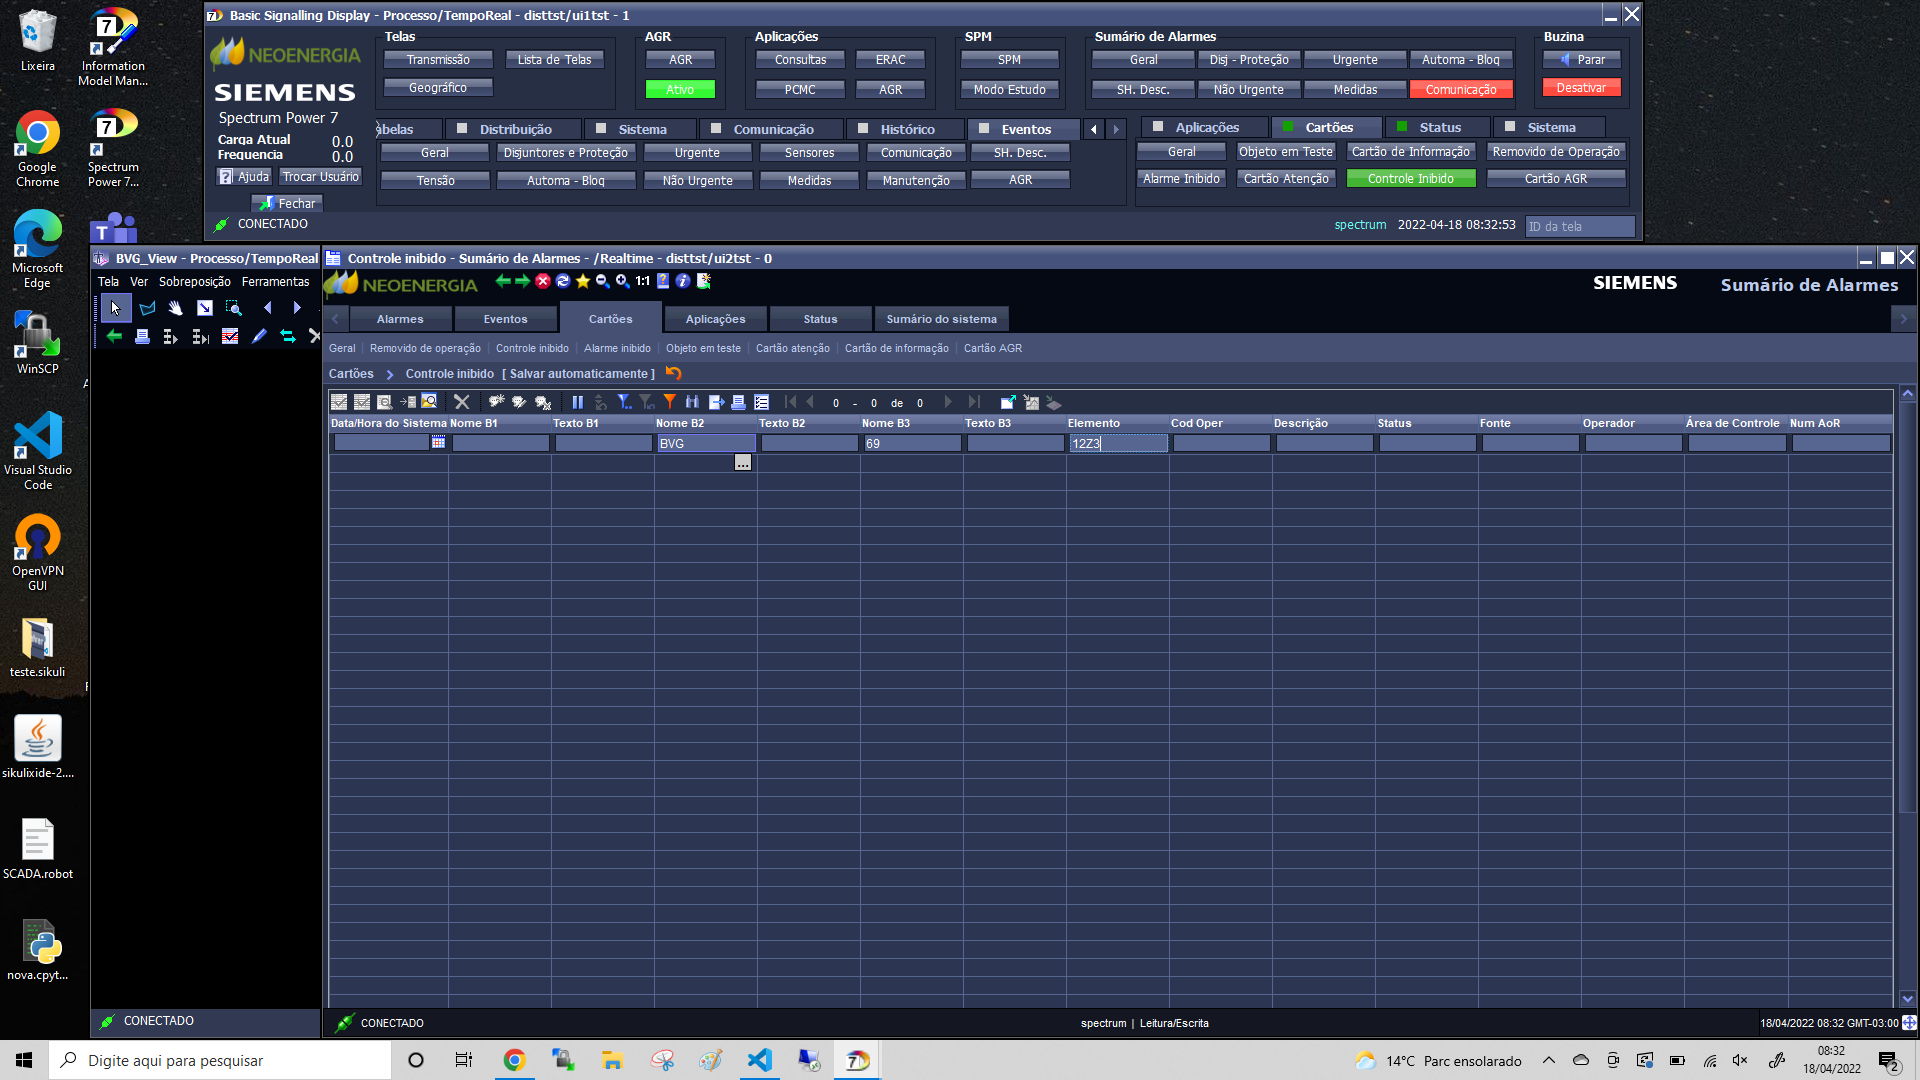 Lixeira
Information Model Man...
Google Chrome
Spectrum Power 7...
Microsoft Edge
WinSCP
Visual Studio Code
OpenVPN GUI
teste.sikuli
sikulixide-2....
SCADA.robot
nova.cpyt...
7 Basic Signalling Display - Processo/TempoReal - disttst/ui1tst - 1
NEOENERGIA
SIEMENS
Spectrum Power 7
Carga Atual 0.0
Frequencia 0.0
Ajuda Trocar Usuário
Fechar
CONECTADO
Telas
Transmissão Lista de Telas
Geográfico
AGR
AGR
Ativo
Aplicações
Consultas ERAC
PCMC AGR
SPM
SPM
Modo Estudo
Sumário de Alarmes
Geral Disj - Proteção Urgente Automa - Bloq
SH. Desc. Não Urgente Medidas Comunicação
Buzina
Parar
Desativar
abelas Distribuição Sistema Comunicação Histórico Eventos
Geral Disjuntores e Proteção Urgente Sensores Comunicação SH. Desc.
Tensão Automa - Bloq Não Urgente Medidas Manutenção AGR
Aplicações Cartões Status Sistema
Geral Objeto em Teste Cartão de Informação Removido de Operação
Alarme Inibido Cartão Atenção Controle Inibido Cartão AGR
spectrum 2022-04-18 08:32:53 ID da tela
BVG_View - Processo/TempoReal
Tela Ver Sobreposição Ferramentas
CONECTADO
Controle inibido - Sumário de Alarmes - /Realtime - disttst/ui2tst - 0
NEOENERGIA
1:1
SIEMENS Sumário de Alarmes
Alarmes Eventos Cartões Aplicações Status Sumário do sistema
Geral Removido de operação Controle inibido Alarme inibido Objeto em teste Cartão atenção Cartão de informação Cartão AGR
Cartões > Controle inibido [ Salvar automaticamente ]
0 - 0 de 0
Data/Hora do Sistema Nome B1 Texto B1 Nome B2 Texto B2 Nome B3 Texto B3 Elemento Cod Oper Descrição Status Fonte Operador Área de Controle Num AoR
BVG 69 12Z3
...
CONECTADO
spectrum | Leitura/Escrita
18/04/2022 08:32 GMT-03:00
Digite aqui para pesquisar
14°C Parc ensolarado
08:32
18/04/2022
2